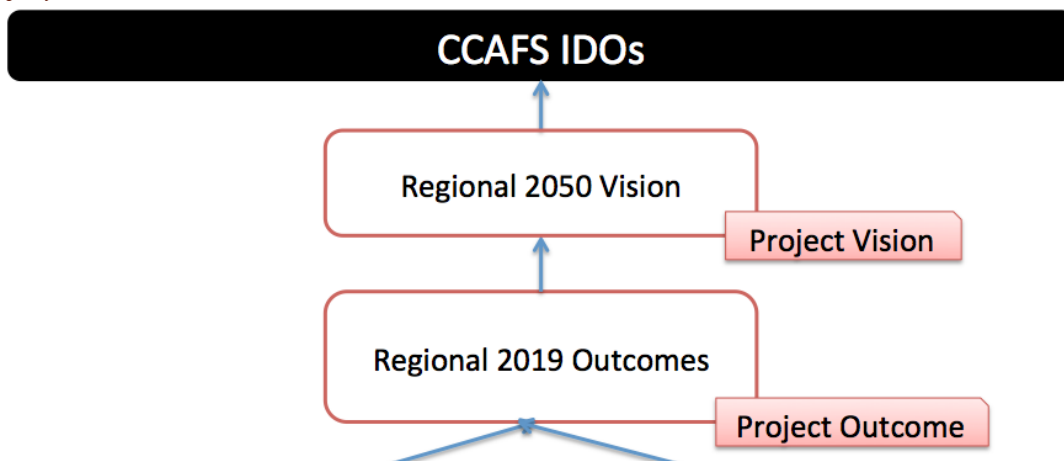 CCAFS IDOs
Regional 2050 Vision
Project Vision
Regional 2019 Outcomes
Project Outcome